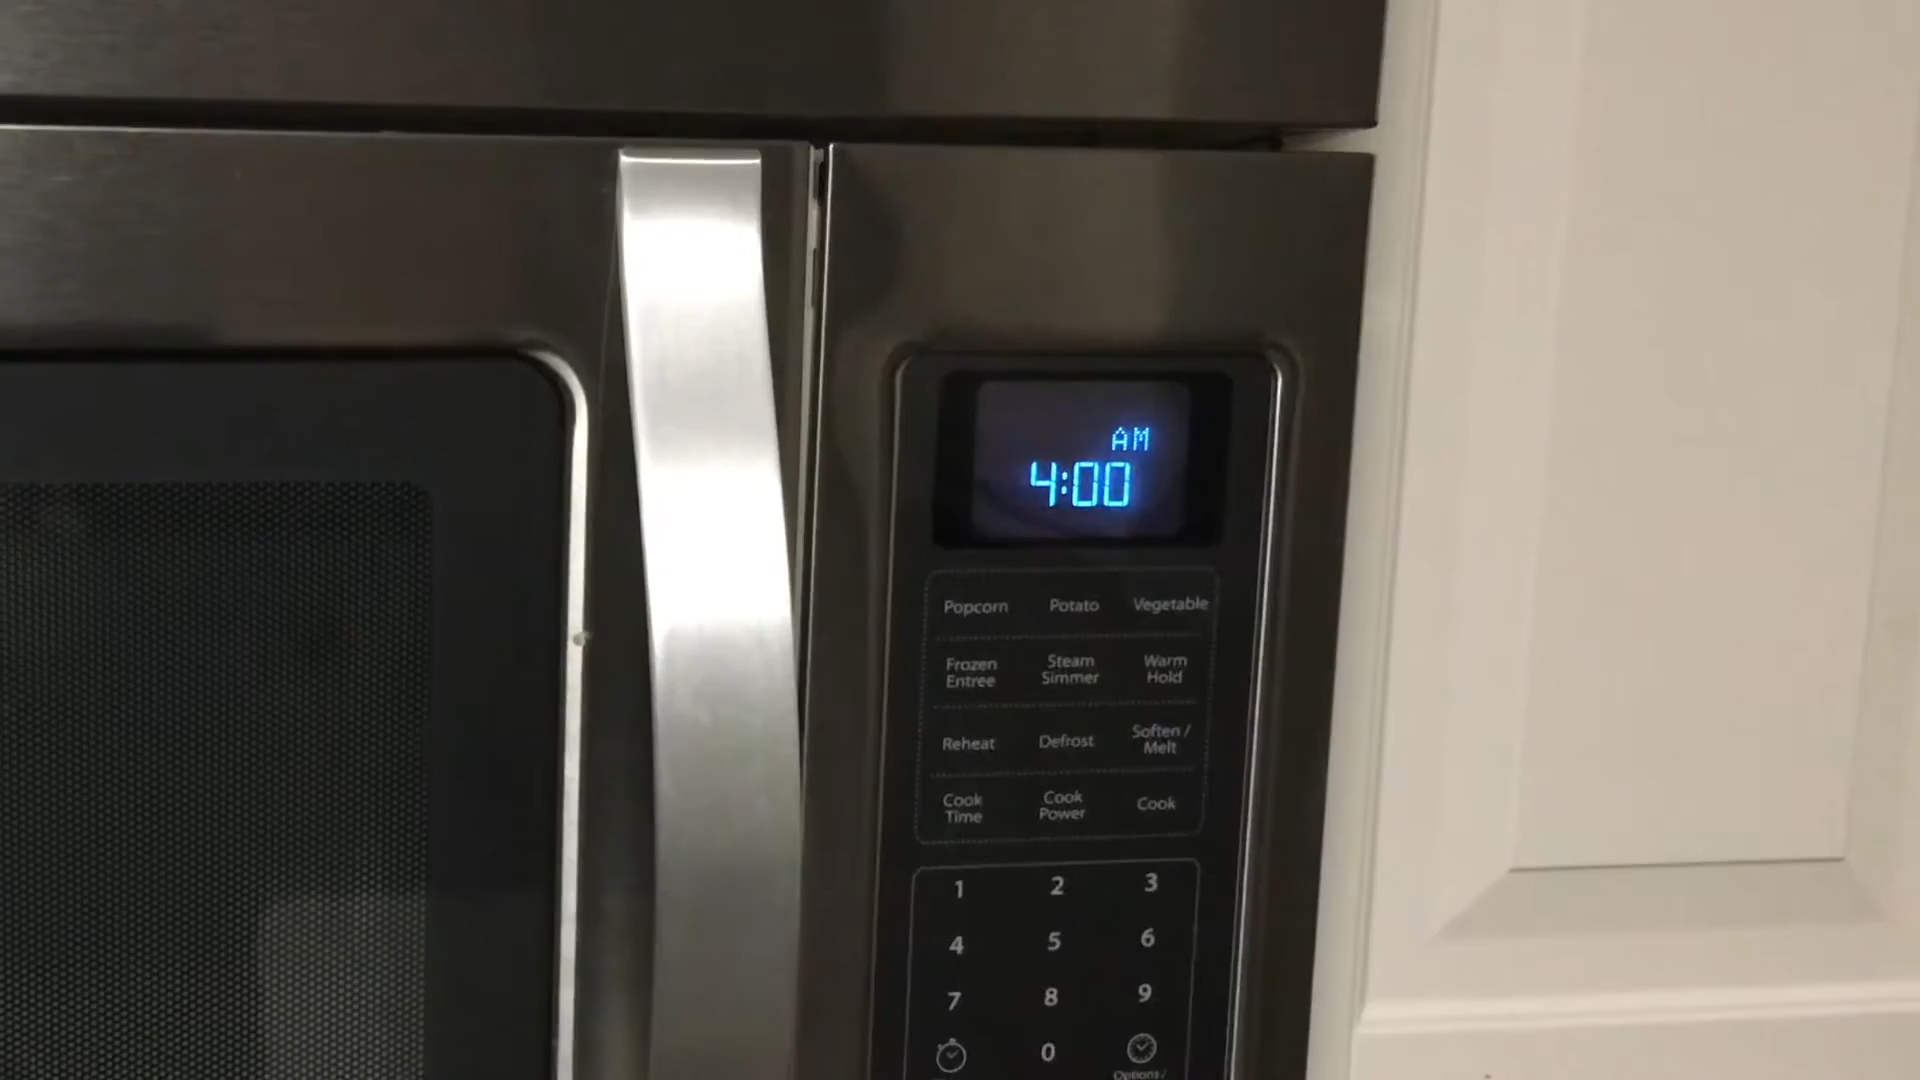 AM
4:00
Popcorn Potato Vegetable
Frozen Entree Steam Simmer Warm Hold
Reheat Defrost Soften / Melt
Cook Time Cook Power Cook
1 2 3
4 5 6
7 8 9
0
Options/